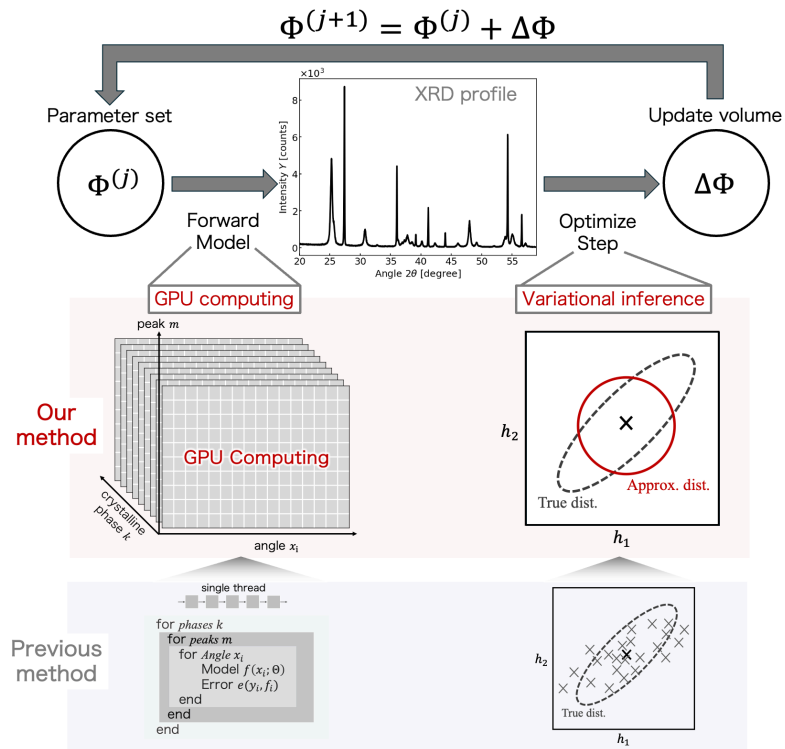 Φ^(j+1) = Φ^(j) + ΔΦ
Parameter set
Φ^(j)
Forward
Model
×10^3
XRD profile
Intensity Y [counts]
8
6
4
2
0
20 25 30 35 40 45 50 55
Angle 2θ [degree]
Optimize
Step
Update volume
ΔΦ
GPU computing
Variational inference
Our
method
peak m
GPU Computing
crystalline
phase k
angle x_i
h_2
True dist.
Approx. dist.
h_1
Previous
method
single thread
for phases k
for peaks m
for Angle x_i
Model f(x_i; Θ)
Error e(y_i, f_i)
end
end
end
h_2
True dist.
h_1